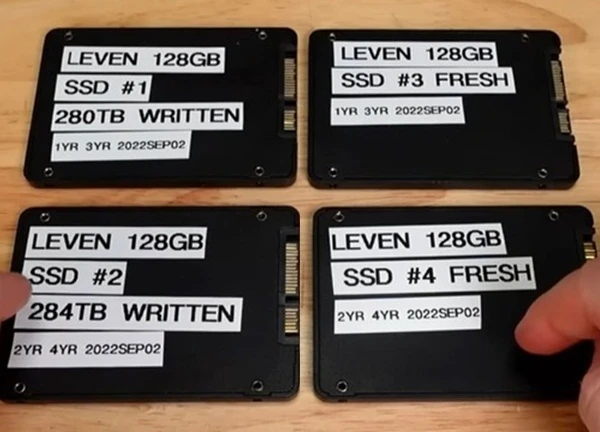 LEVEN 128GB
SSD #1
280TB WRITTEN
1YR 3YR 2022SEP02
LEVEN 128GB
SSD #3 FRESH
1YR 3YR 2022SEP02
LEVEN 128GB
SSD #2
284TB WRITTEN
2YR 4YR 2022SEP02
LEVEN 128GB
SSD #4 FRESH
2YR 4YR 2022SEP02